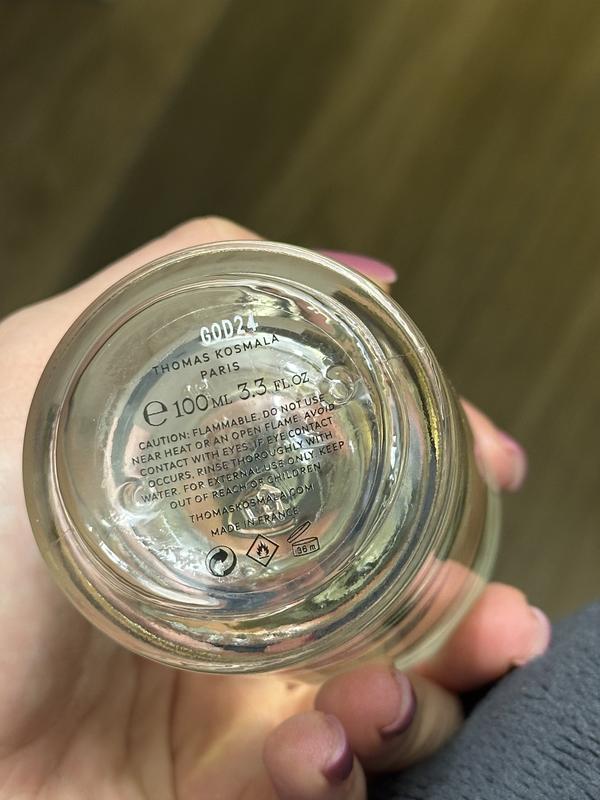 G0D24
THOMAS KOSMALA
PARIS
℮ 100 ML 3.3 FL.OZ
CAUTION: FLAMMABLE. DO NOT USE
NEAR HEAT OR AN OPEN FLAME. AVOID
CONTACT WITH EYES. IF EYE CONTACT
OCCURS, RINSE THOROUGHLY WITH
WATER. FOR EXTERNAL USE ONLY. KEEP
OUT OF REACH OF CHILDREN
THOMASKOSMALA.COM
MADE IN FRANCE
36 m